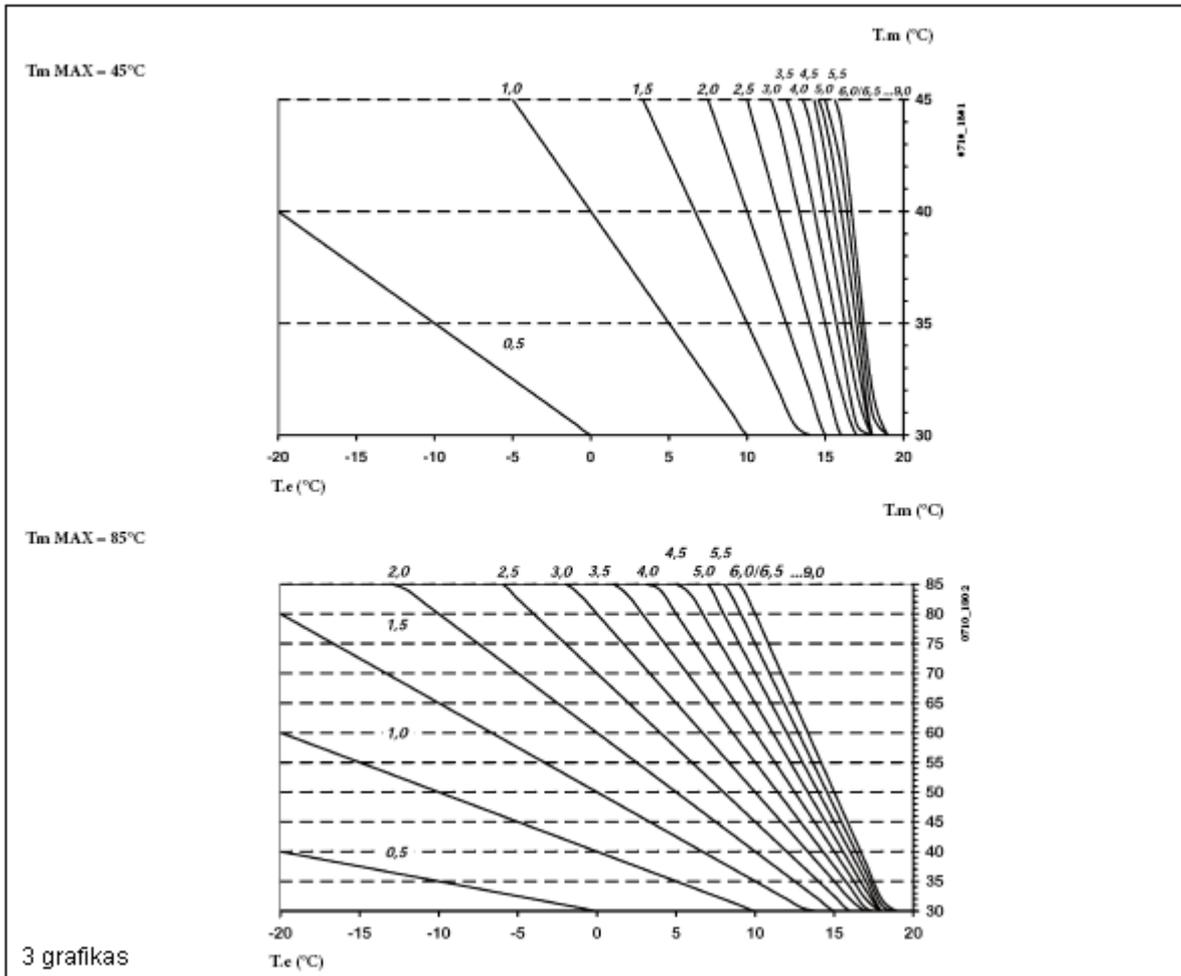 T.m (°C)
Tm MAX = 45°C
3,5 4,5 5,5
1,0 1,5 2,0 2,5 3,0 4,0 5,0 6,0/6,5 ...9,0
45
0710_1801
40
35
0,5
30
-20 -15 -10 -5 0 5 10 15 20
T.e (°C)
T.m (°C)
Tm MAX = 85°C
4,5 5,5
2,0 2,5 3,0 3,5 4,0 5,0 6,0/6,5 ...9,0
85
0710_1802
80
1,5
75
70
65
1,0
60
55
50
45
0,5
40
35
30
-20 -15 -10 -5 0 5 10 15 20
T.e (°C)
3 grafikas